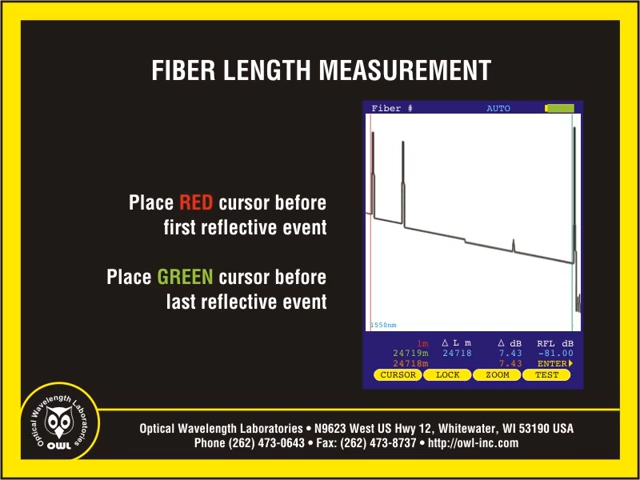 FIBER LENGTH MEASUREMENT
Place RED cursor before
first reflective event
Place GREEN cursor before
last reflective event
Fiber # AUTO
1550nm
1m Δ L m Δ dB RFL dB
24719m 24718 7.43 -81.00
24718m 7.43 ENTER
CURSOR LOCK ZOOM TEST
Optical Wavelength Laboratories
OWL
Optical Wavelength Laboratories • N9623 West US Hwy 12, Whitewater, WI 53190 USA
Phone (262) 473-0643 • Fax: (262) 473-8737 • http://owl-inc.com